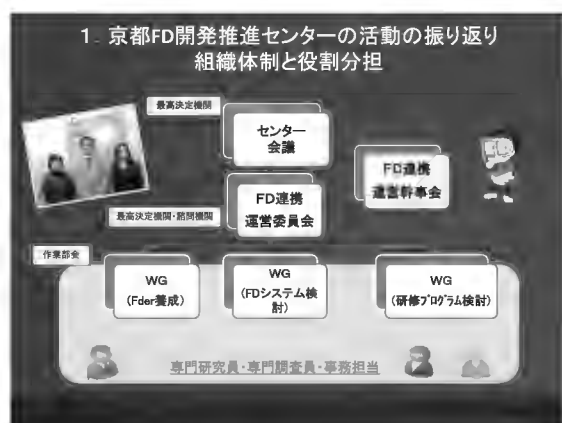 1. 京都FD開発推進センターの活動の振り返り
組織体制と役割分担
最高決定機関
センター
会議
FD連携
運営幹事会
FD連携
運営委員会
最高決定機関・諮問機関
作業部会
WG
(Fder養成)
WG
(FDシステム検
討)
WG
(研修プログラム検討)
専門研究員・専門調査員・事務担当